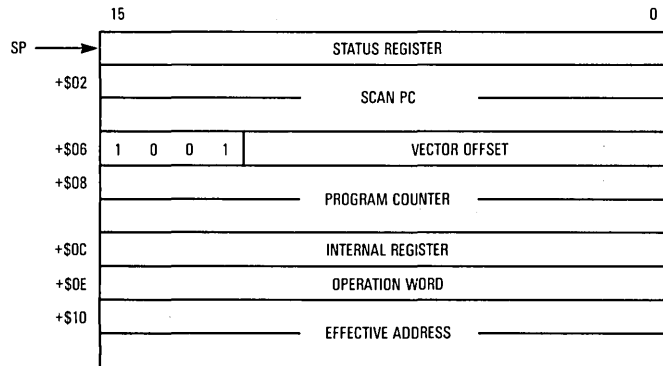 15 0
SP STATUS REGISTER
+$02 SCAN PC
+$06 1 0 0 1 VECTOR OFFSET
+$08 PROGRAM COUNTER
+$0C INTERNAL REGISTER
+$0E OPERATION WORD
+$10 EFFECTIVE ADDRESS